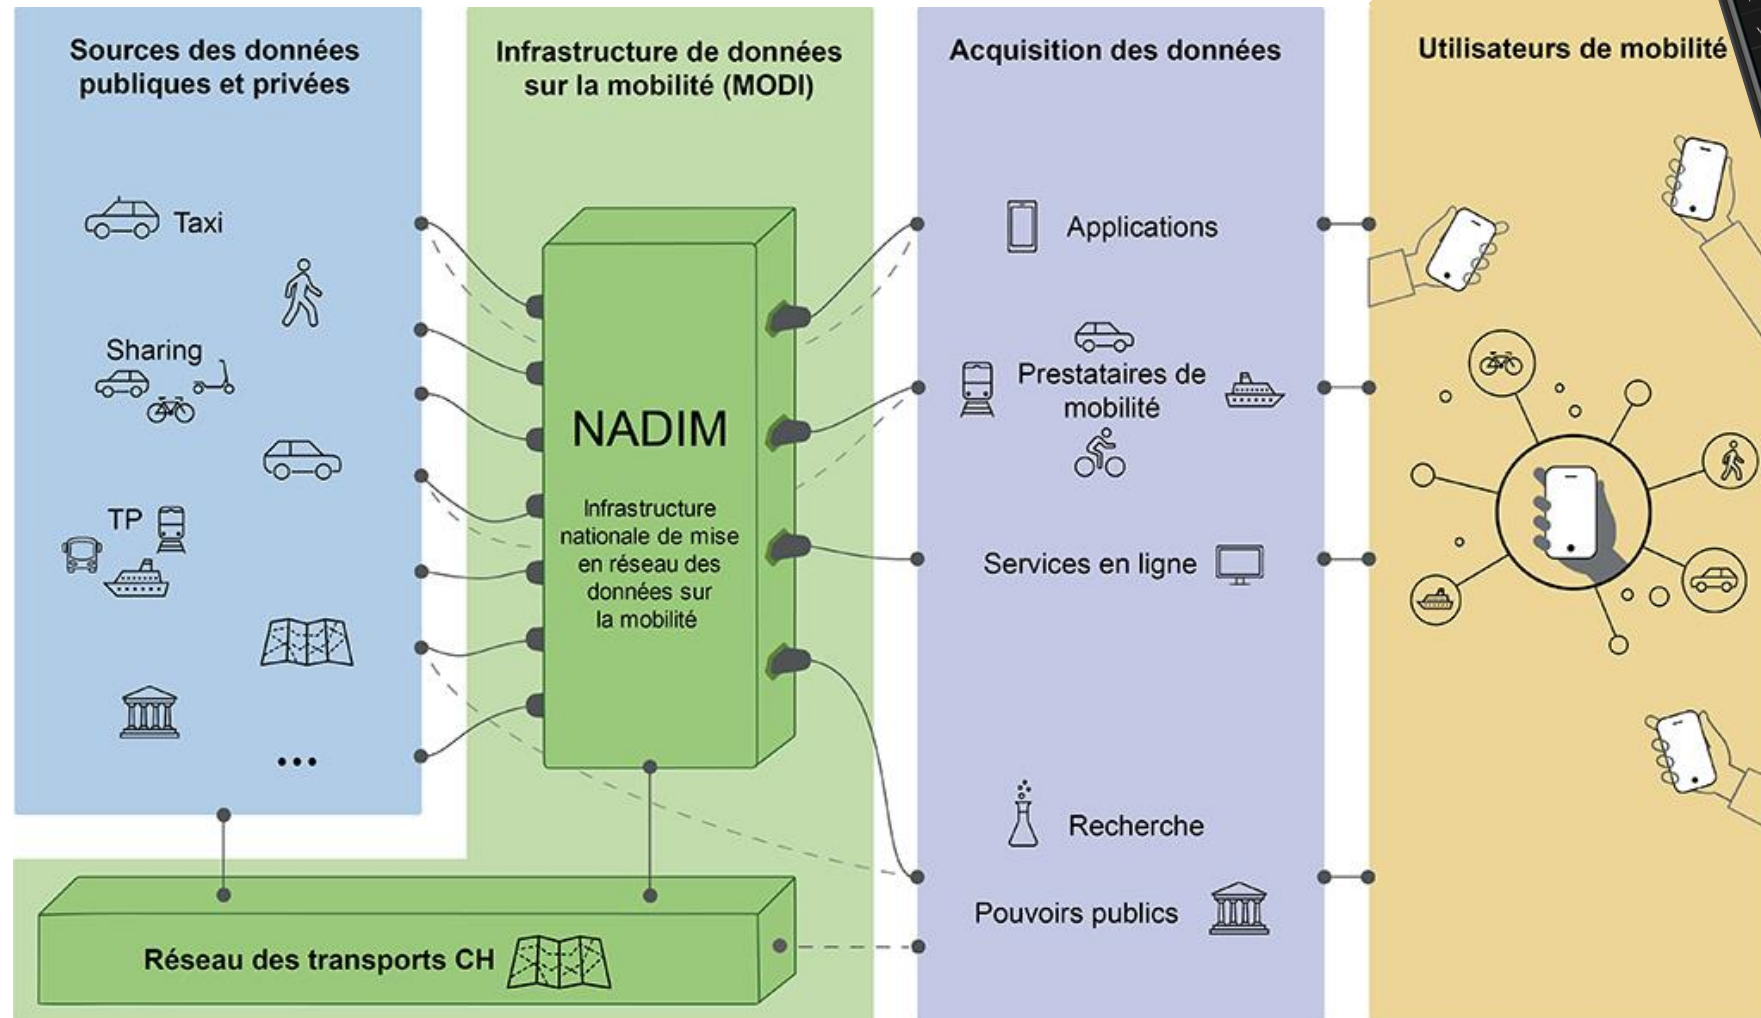 Sources des données
publiques et privées
Taxi
Sharing
TP
...
Infrastructure de données
sur la mobilité (MODI)
NADIM
Infrastructure
nationale de mise
en réseau des
données sur
la mobilité
Réseau des transports CH
Acquisition des données
Applications
Prestataires de
mobilité
Services en ligne
Recherche
Pouvoirs publics
Utilisateurs de mobilité